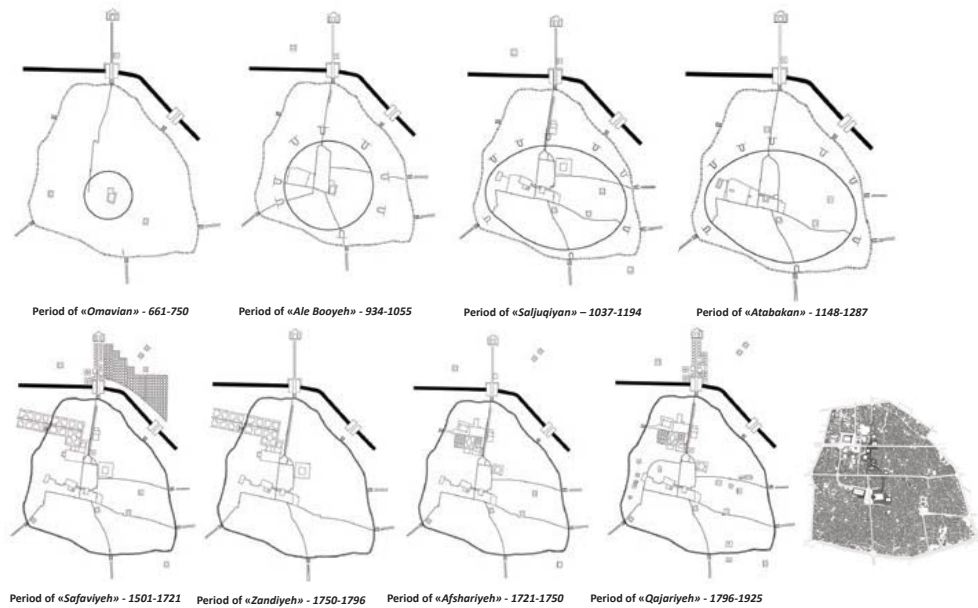 Period of «Omavian» - 661-750
Period of «Ale Booyeh» - 934-1055
Period of «Saljuqiyan» – 1037-1194
Period of «Atabakan» - 1148-1287
Period of «Safaviyeh» - 1501-1721
Period of «Zandiyeh» - 1750-1796
Period of «Afshariyeh» - 1721-1750
Period of «Qajariyeh» - 1796-1925